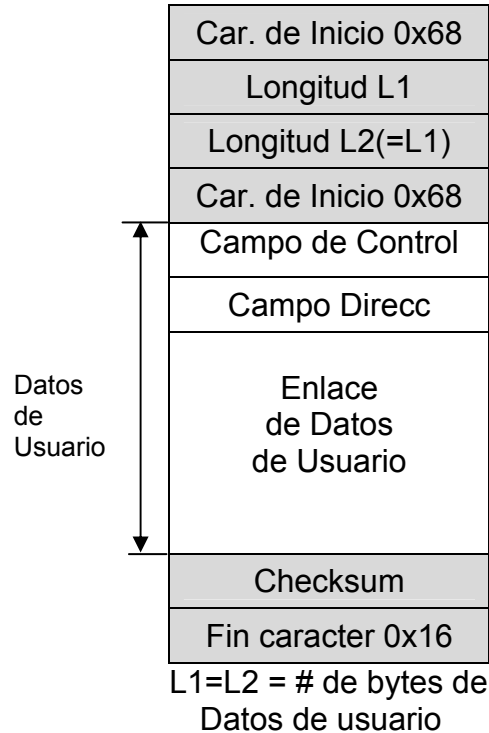 Car. de Inicio 0x68
Longitud L1
Longitud L2(=L1)
Car. de Inicio 0x68
Campo de Control
Campo Direcc
Datos
de
Usuario
Enlace
de Datos
de Usuario
Checksum
Fin caracter 0x16
L1=L2 = # de bytes de
Datos de usuario